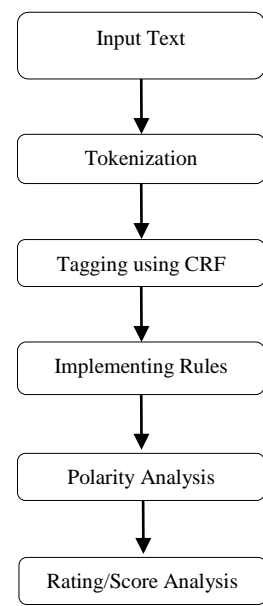 Input Text
Tokenization
Tagging using CRF
Implementing Rules
Polarity Analysis
Rating/Score Analysis